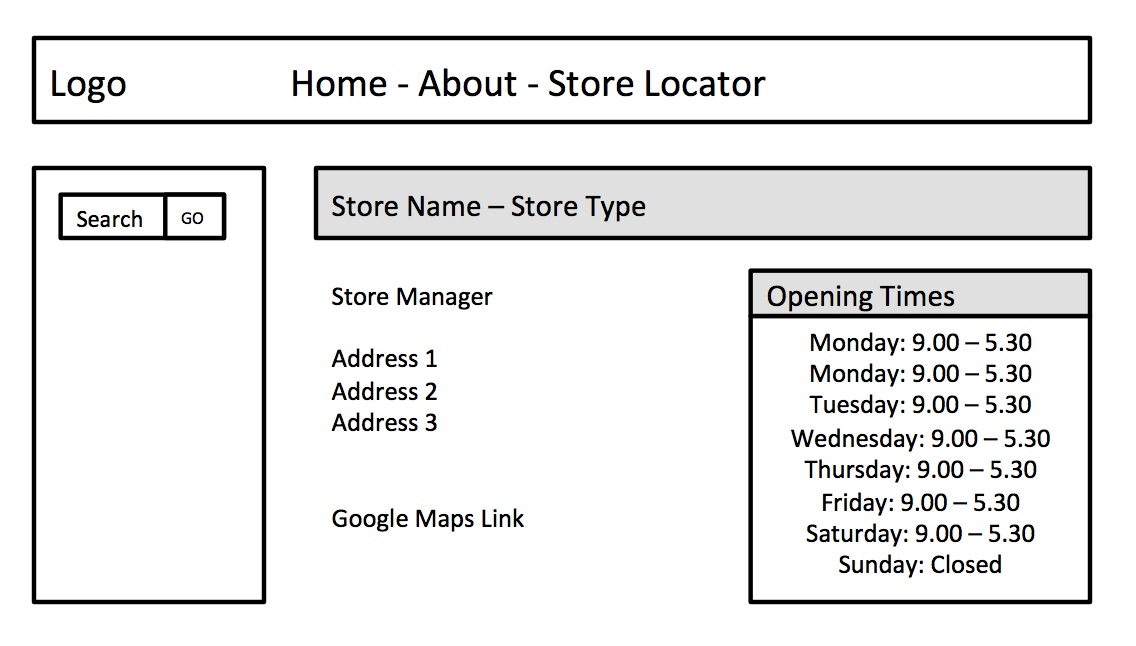 Logo
Home - About - Store Locator
Search
GO
Store Name – Store Type
Store Manager
Address 1
Address 2
Address 3
Google Maps Link
Opening Times
Monday: 9.00 – 5.30
Monday: 9.00 – 5.30
Tuesday: 9.00 – 5.30
Wednesday: 9.00 – 5.30
Thursday: 9.00 – 5.30
Friday: 9.00 – 5.30
Saturday: 9.00 – 5.30
Sunday: Closed